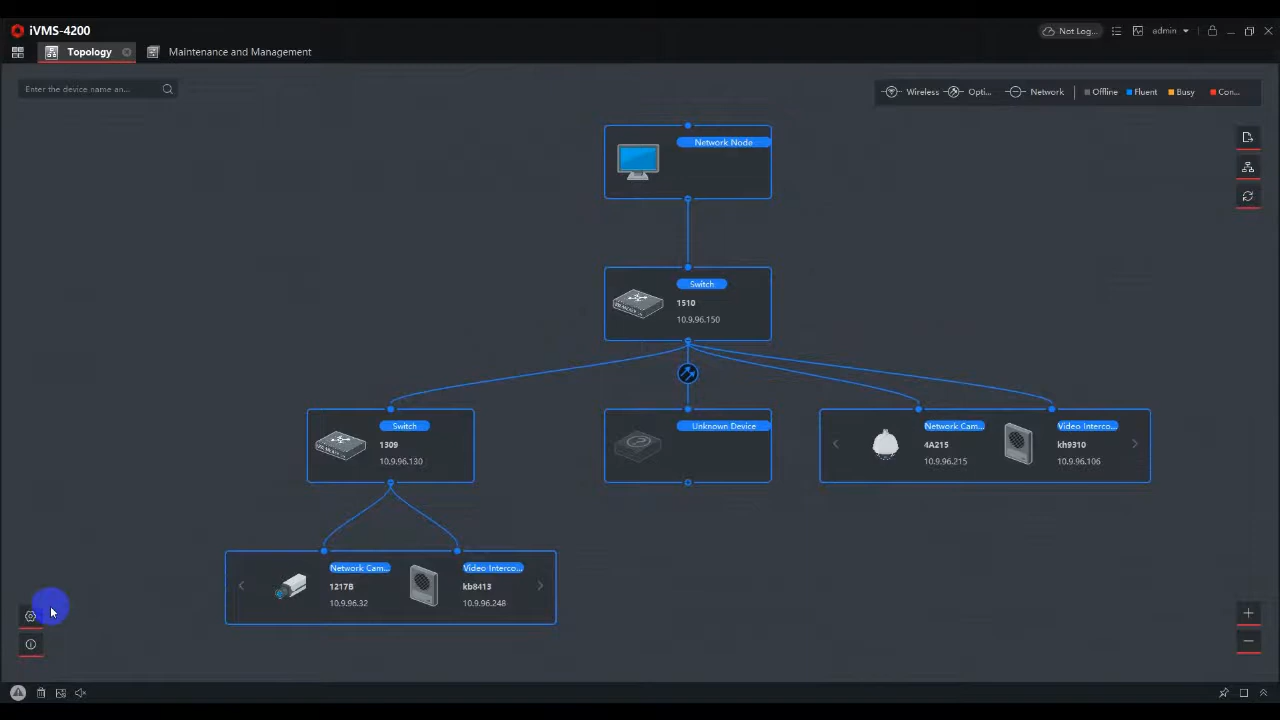 iVMS-4200
Not Log...
admin
Topology
Maintenance and Management
Enter the device name an...
Wireless
Opti...
Network
Offline
Fluent
Busy
Con...
Network Node
Switch
1510
10.9.96.150
Switch
1309
10.9.96.130
Unknown Device
Network Cam...
4A215
10.9.96.215
Video Interco...
kh9310
10.9.96.106
Network Cam...
1217B
10.9.96.32
Video Interco...
kb8413
10.9.96.248